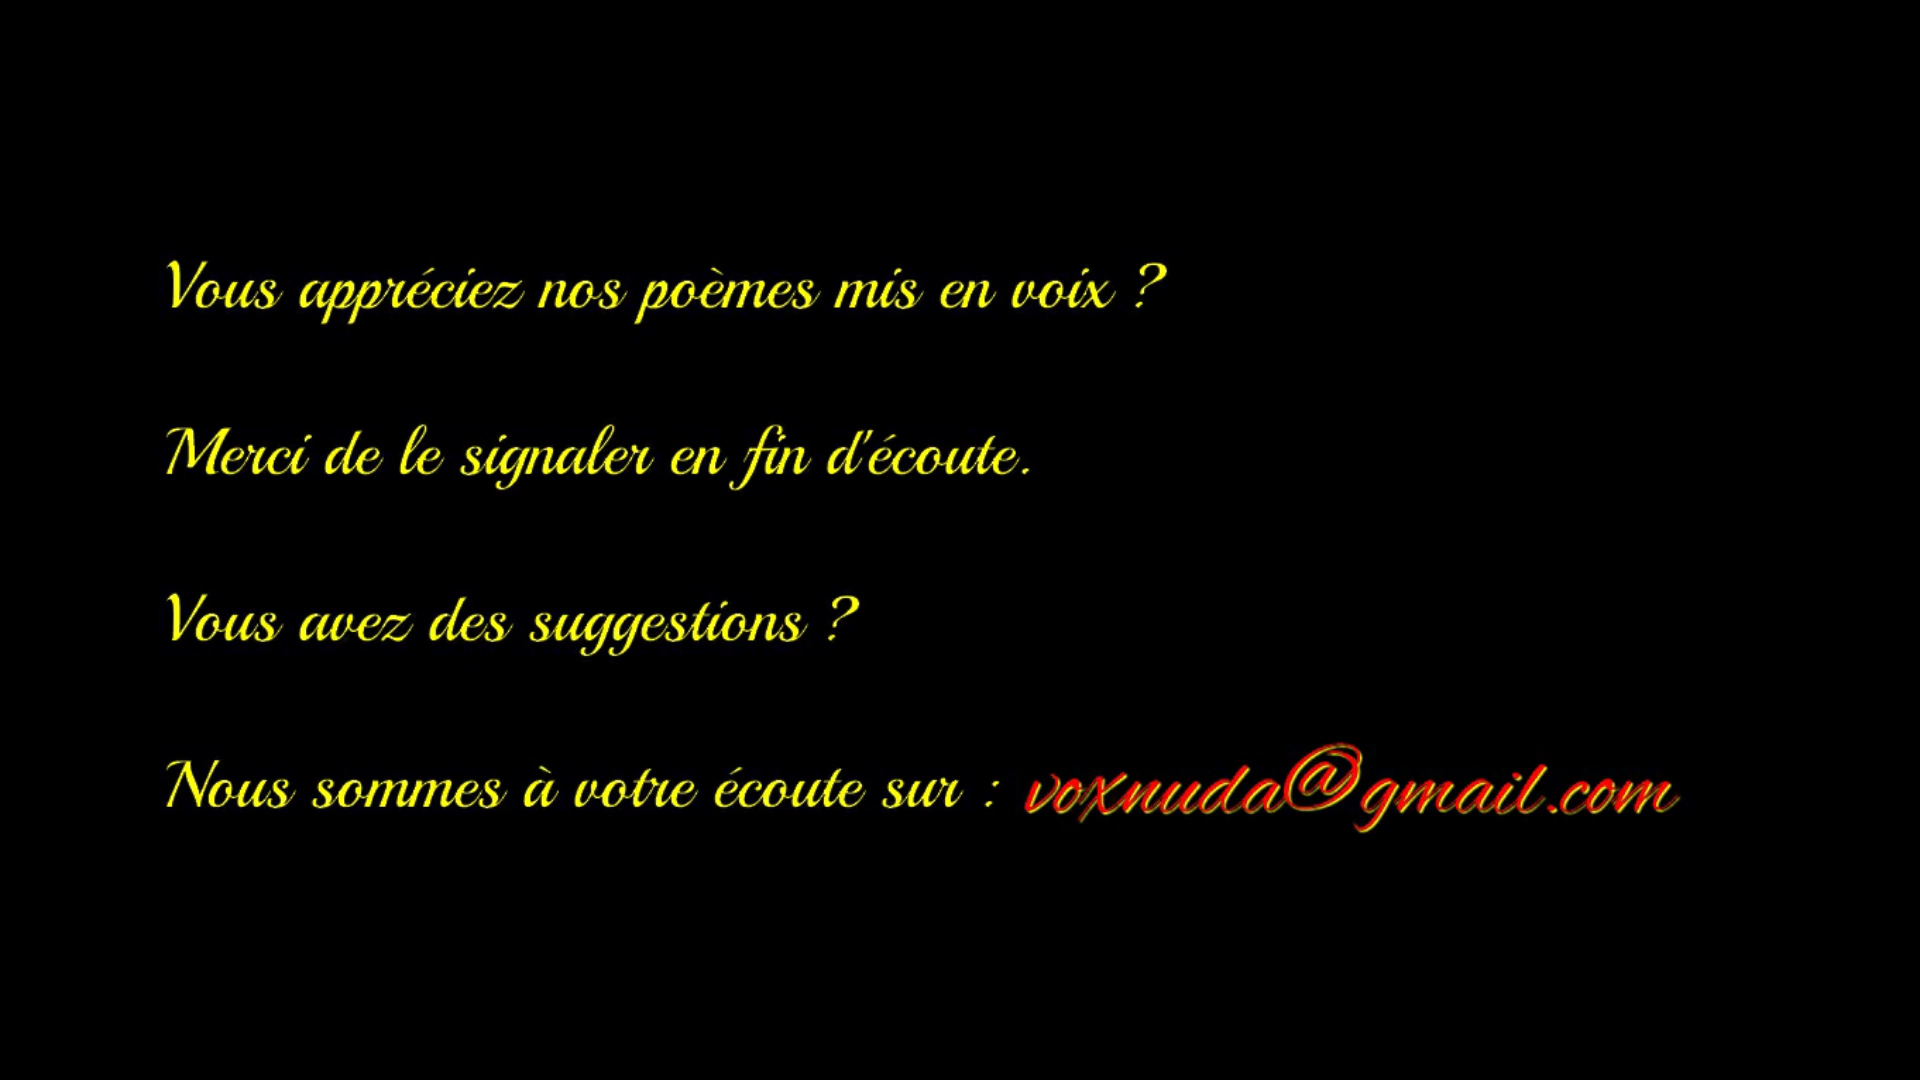 Vous appréciez nos poèmes mis en voix ?
Merci de le signaler en fin d'écoute.
Vous avez des suggestions ?
Nous sommes à votre écoute sur : voxnuda@gmail.com